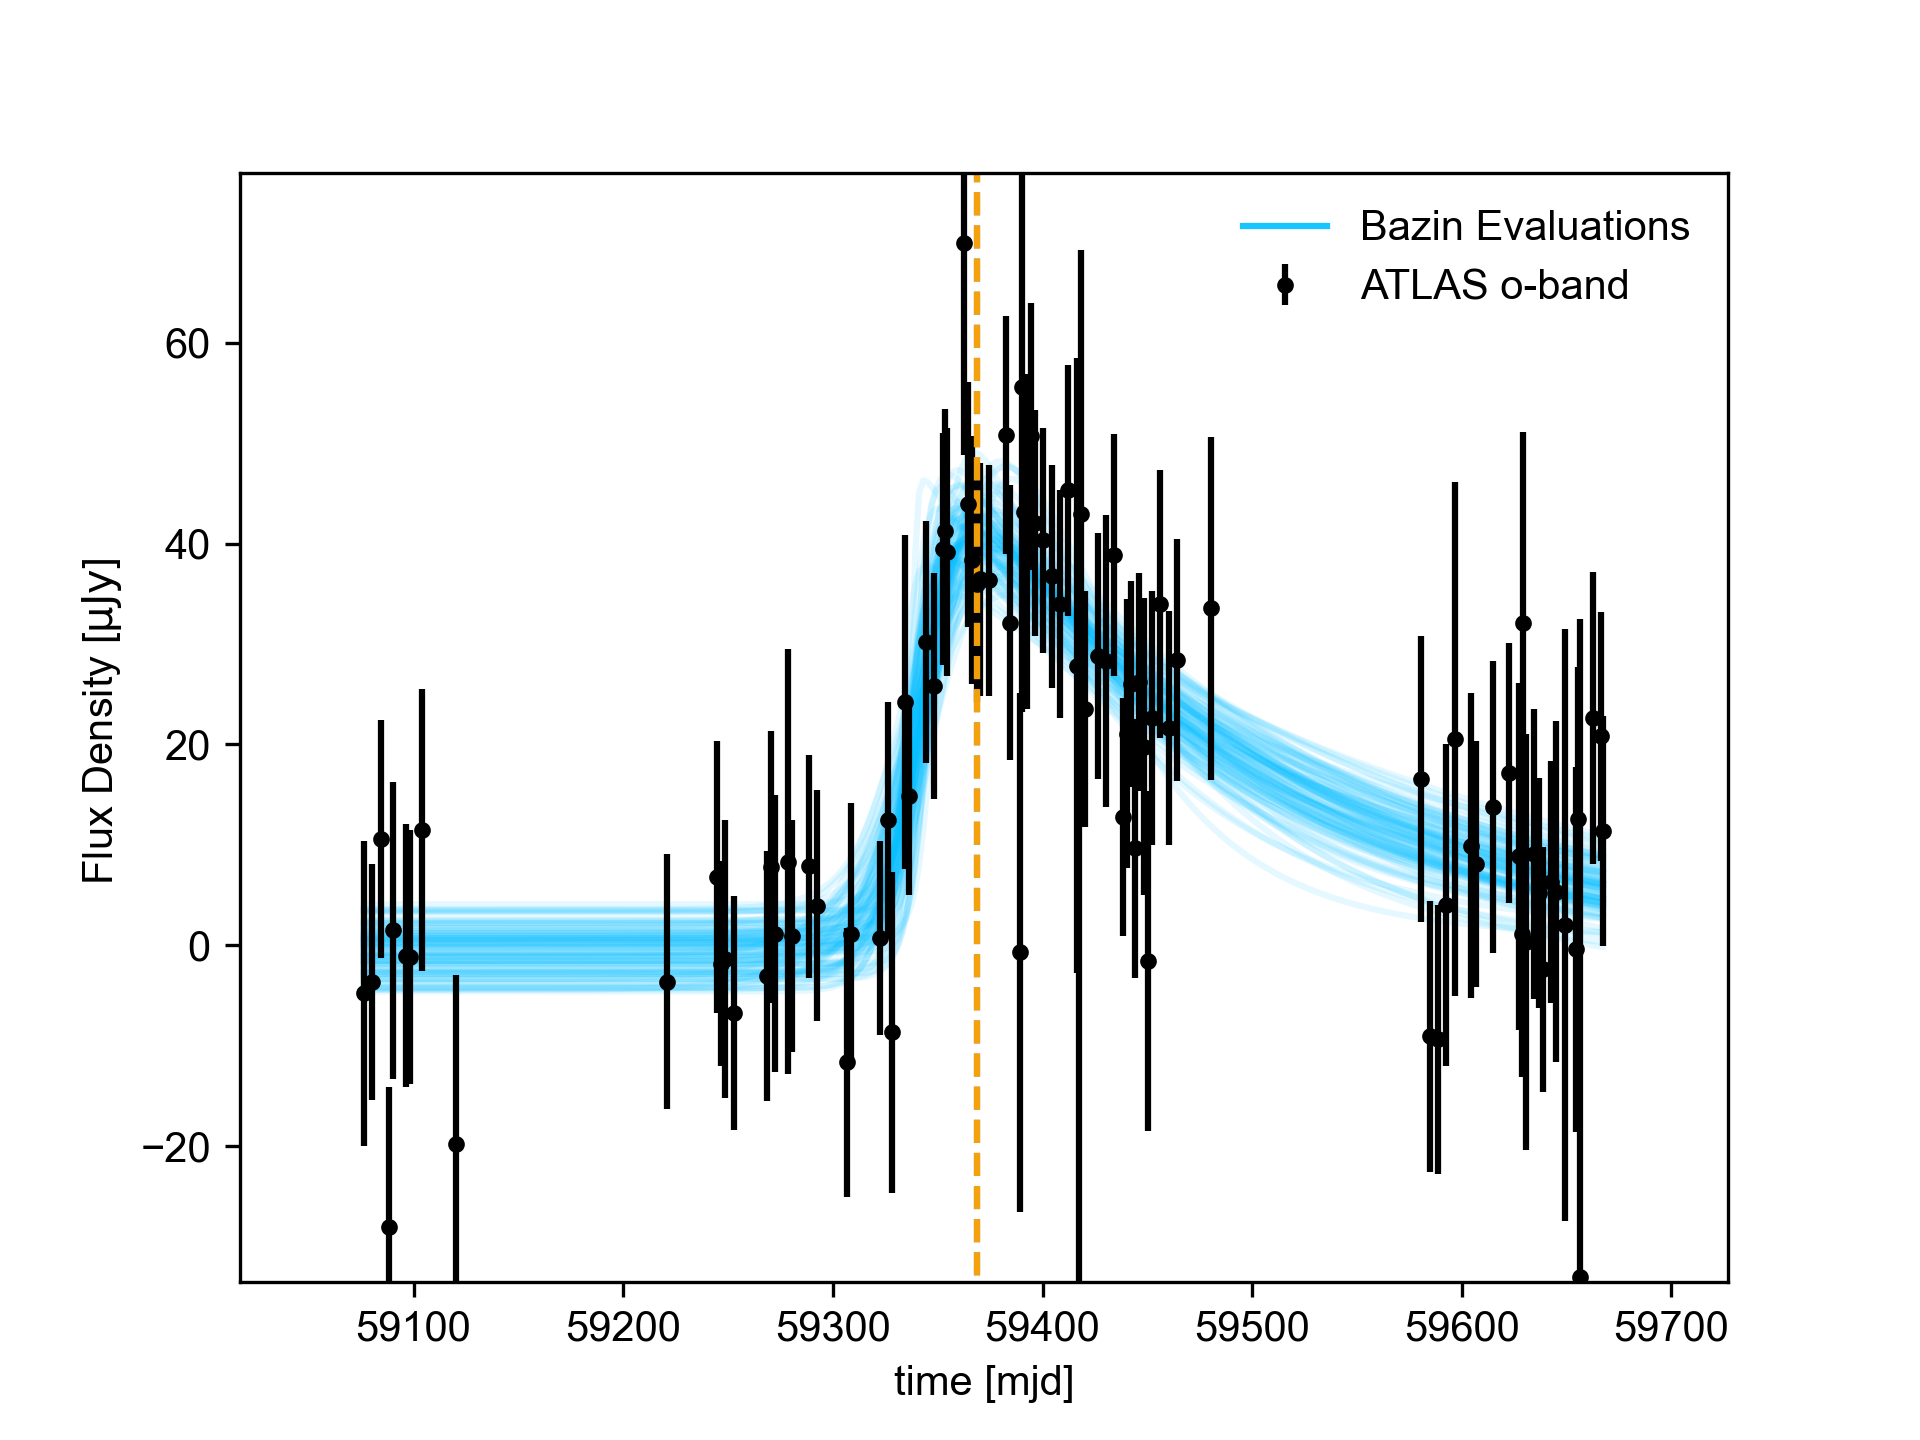 Bazin Evaluations
ATLAS o-band
Flux Density [µJy]
60
40
20
0
−20
59100 59200 59300 59400 59500 59600 59700
time [mjd]